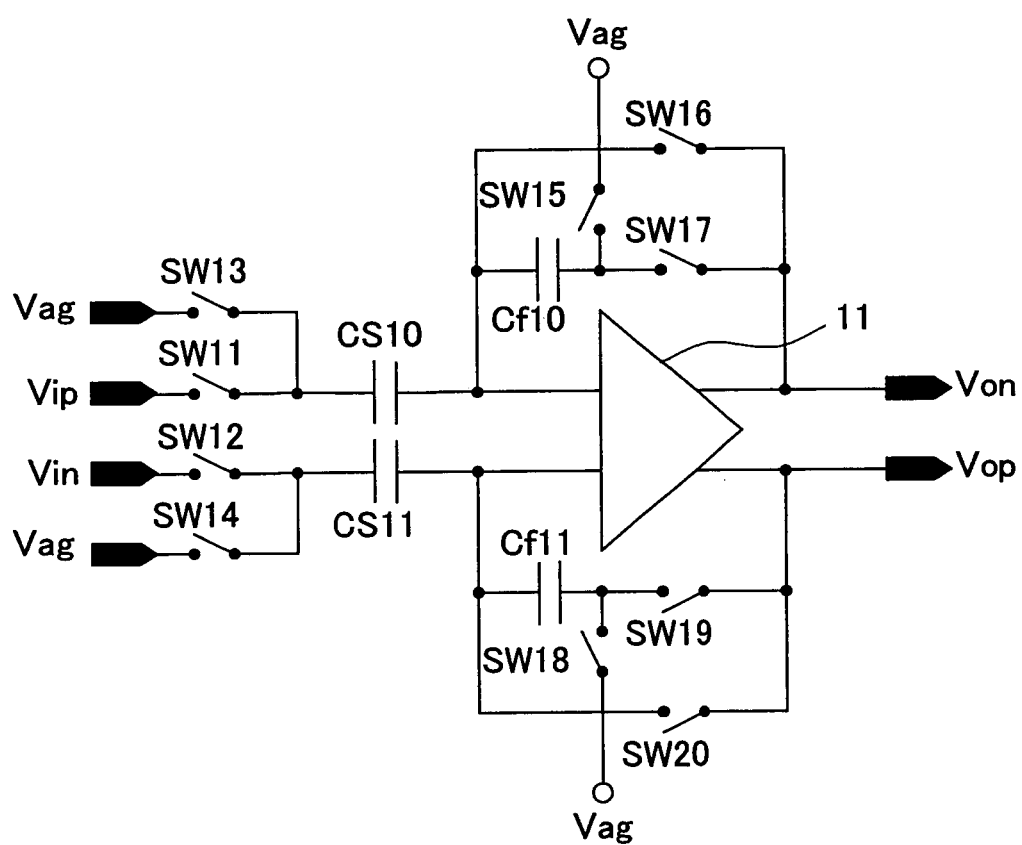 Vag
SW16
SW15
SW17
SW13
Vag
Cf10
11
CS10
SW11
Vip
Von
SW12
Vin
Vop
CS11
SW14
Vag
Cf11
SW19
SW18
SW20
Vag